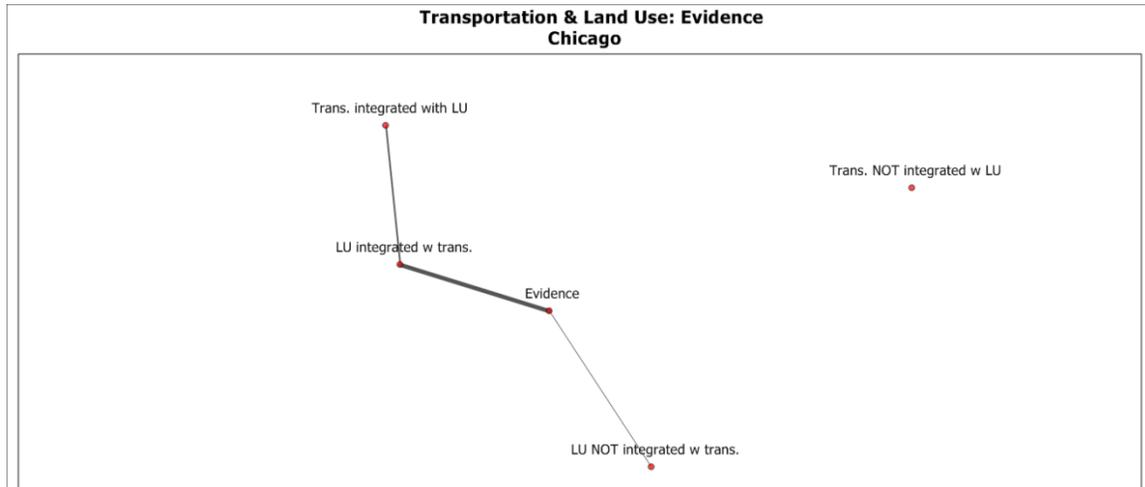 Transportation & Land Use: Evidence
Chicago
Trans. integrated with LU
Trans. NOT integrated w LU
LU integrated w trans.
Evidence
LU NOT integrated w trans.